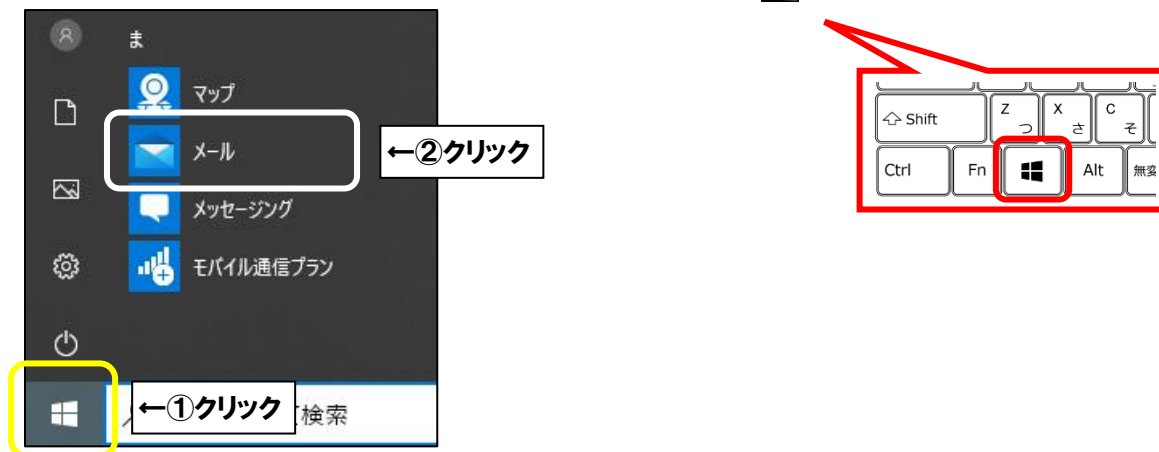 ま
マップ
メール
←②クリック
メッセージング
モバイル通信プラン
←①クリック
検索
Shift
Z
つ
X
さ
C
そ
Ctrl
Fn
Alt
無変